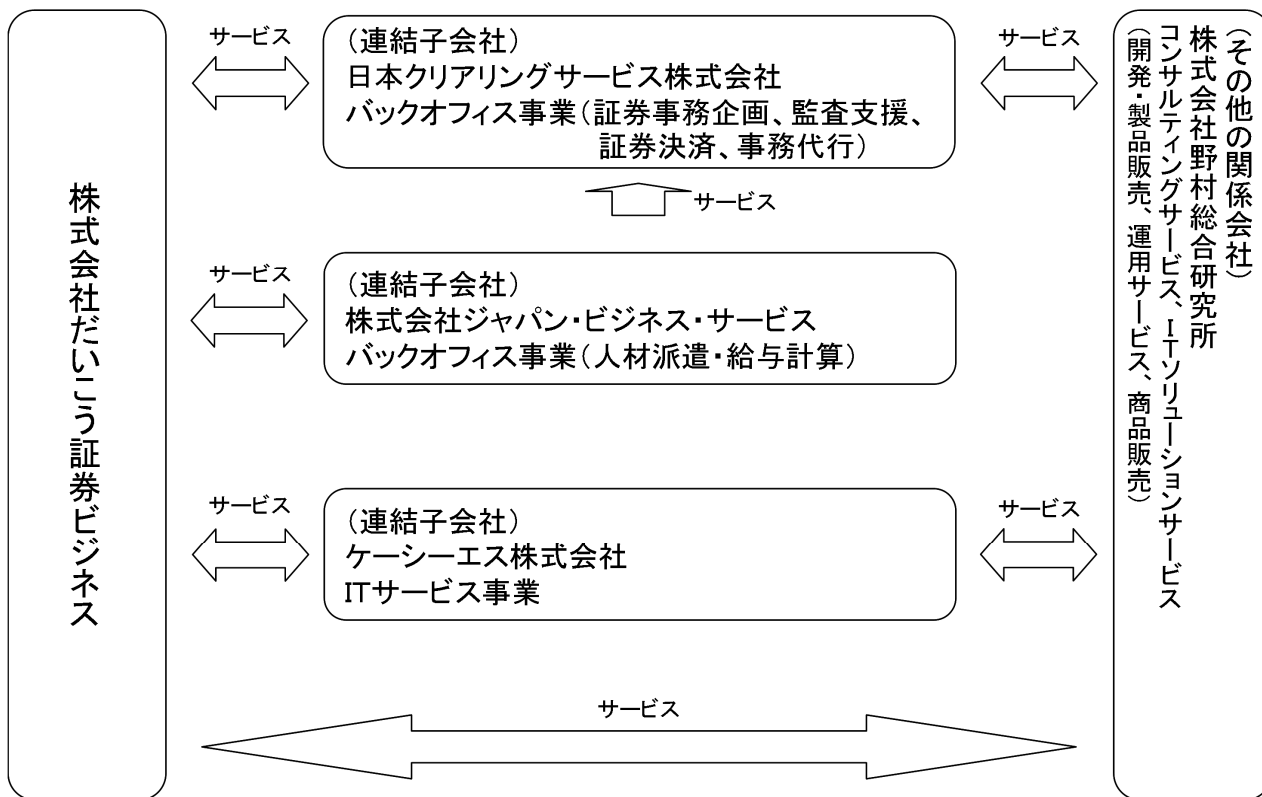 株式会社だいこう証券ビジネス
サービス
(連結子会社)
日本クリアリングサービス株式会社
バックオフィス事業(証券事務企画、監査支援、
証券決済、事務代行)
サービス
サービス
サービス
(連結子会社)
株式会社ジャパン・ビジネス・サービス
バックオフィス事業(人材派遣・給与計算)
サービス
(連結子会社)
ケーシーエス株式会社
ITサービス事業
サービス
サービス
(その他の関係会社)
株式会社野村総合研究所
コンサルティングサービス、ITソリューションサービス
(開発・製品販売、運用サービス、商品販売)